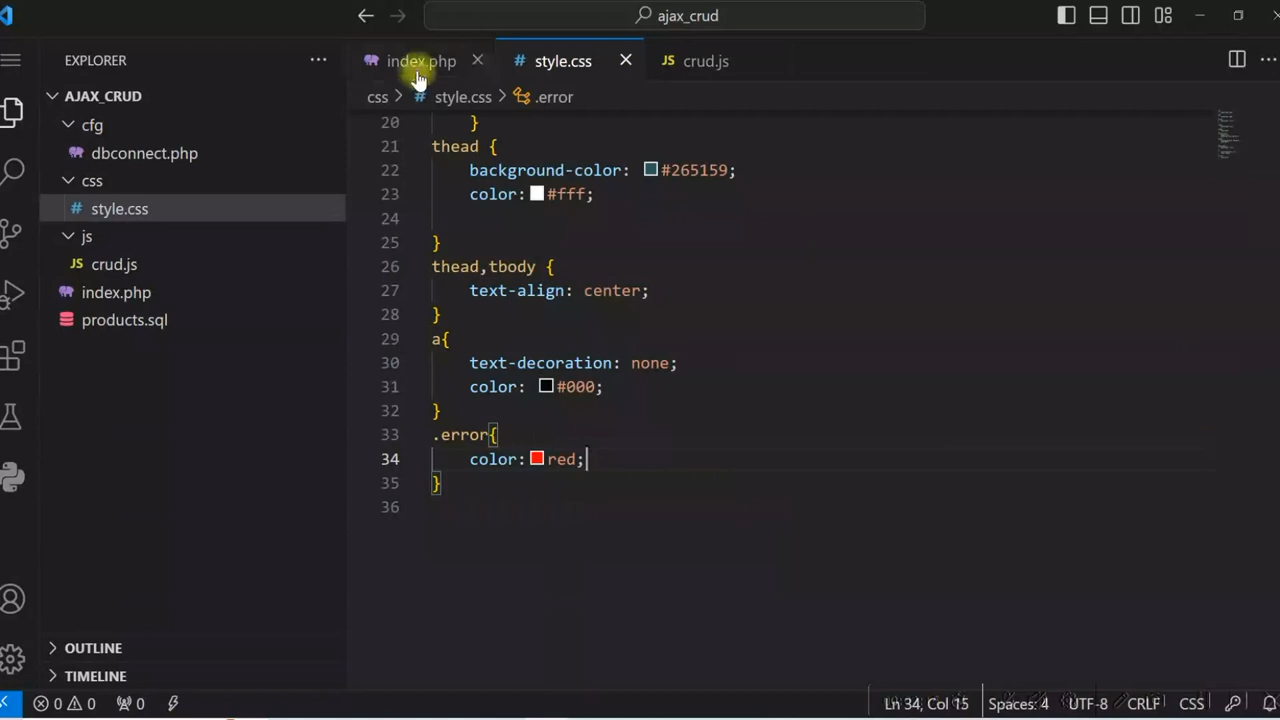 ajax_crud
EXPLORER
index.php
style.css
crud.js
AJAX_CRUD
cfg
dbconnect.php
css
style.css
js
crud.js
index.php
products.sql
OUTLINE
TIMELINE
css > style.css > .error
20 }
21 thead {
22 background-color: #265159;
23 color: #fff;
24
25 }
26 thead,tbody {
27 text-align: center;
28 }
29 a{
30 text-decoration: none;
31 color: #000;
32 }
33 .error{
34 color: red;
35 }
36
0 0 0
Ln 34, Col 15 Spaces: 4 UTF-8 CRLF CSS